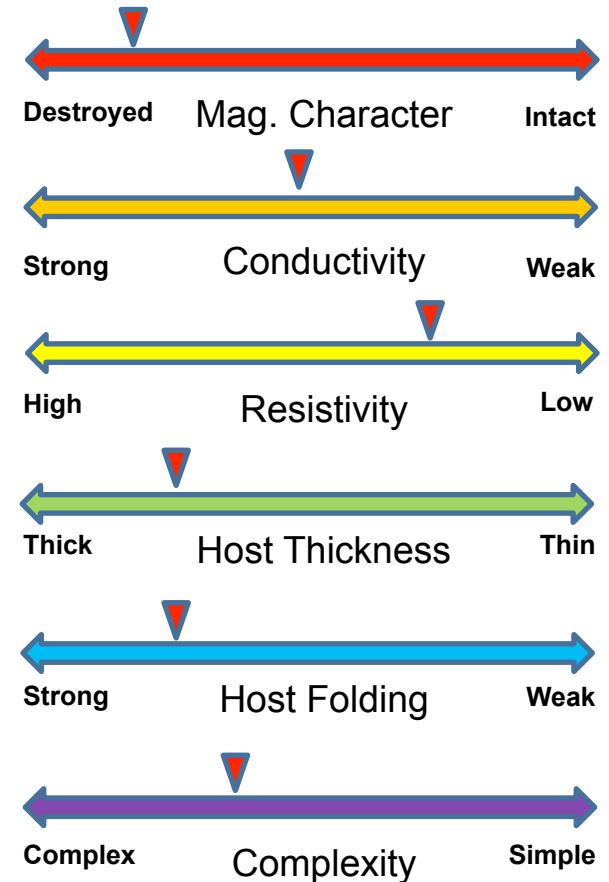 Destroyed Mag. Character Intact
Strong Conductivity Weak
High Resistivity Low
Thick Host Thickness Thin
Strong Host Folding Weak
Complex Complexity Simple